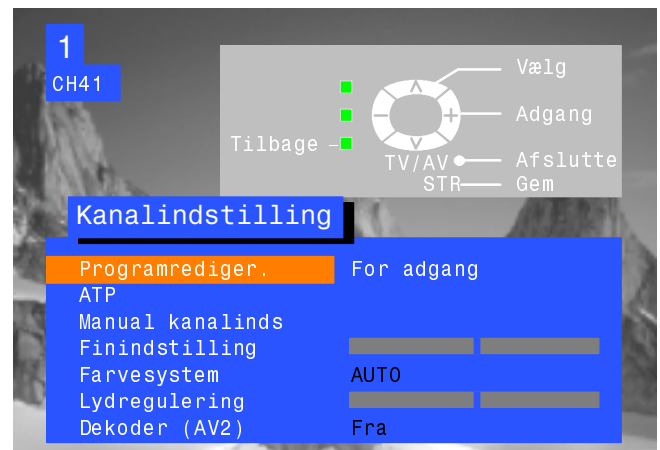 1
CH41
Vælg
Adgang
Tilbage
TV/AV
Afslutte
STR
Gem
Kanalindstilling
Programrediger. For adgang
ATP
Manual kanalinds
Finindstilling
Farvesystem AUTO
Lydregulering
Dekoder (AV2) Fra